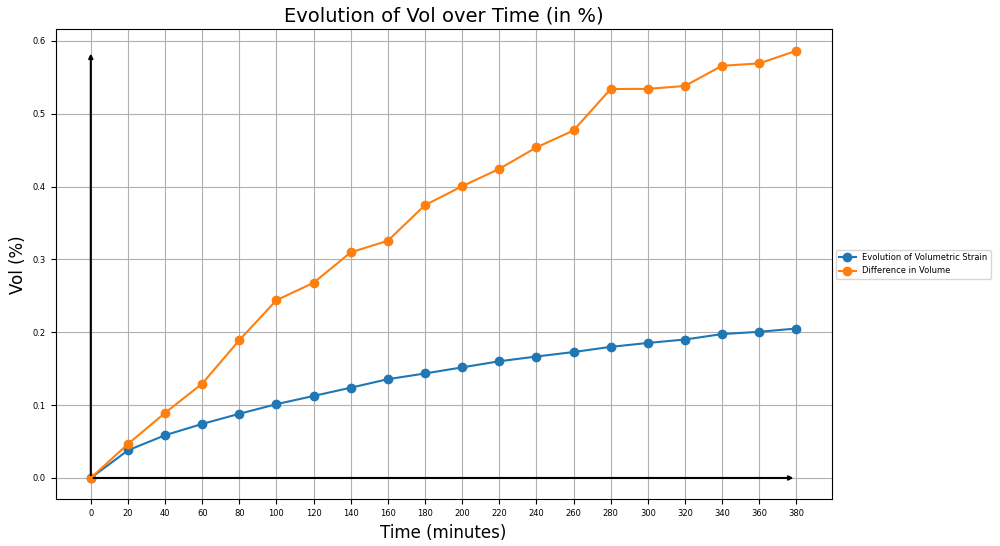 Evolution of Vol over Time (in %)
0.6
0.5
0.4
0.3
0.2
0.1
0.0
Vol (%)
Evolution of Volumetric Strain
Difference in Volume
0 20 40 60 80 100 120 140 160 180 200 220 240 260 280 300 320 340 360 380
Time (minutes)